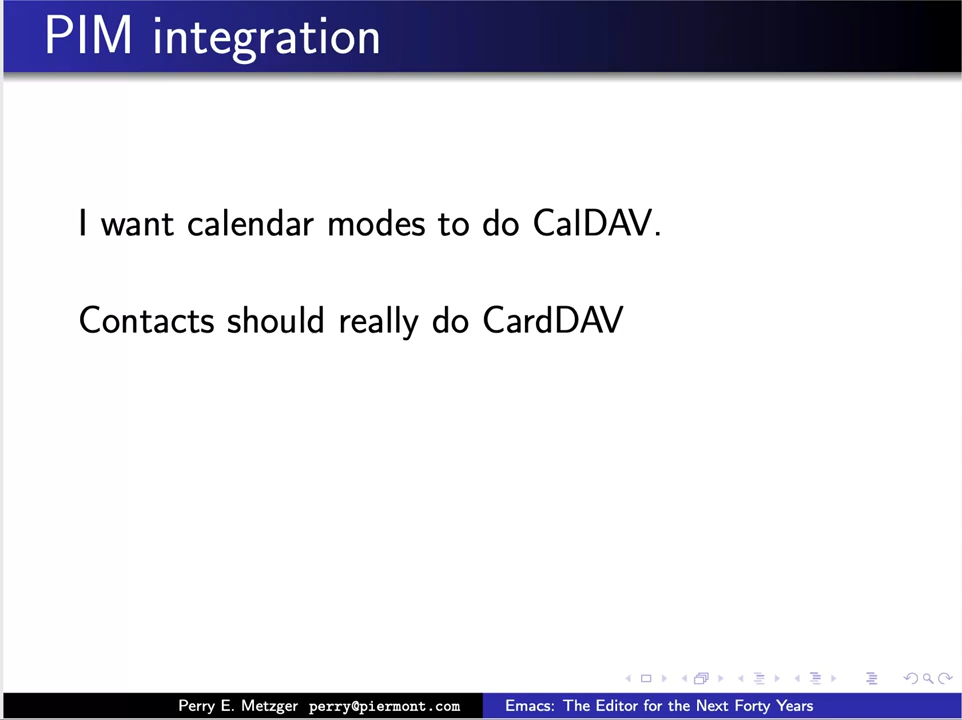 PIM integration
I want calendar modes to do CalDAV.
Contacts should really do CardDAV
Perry E. Metzger perry@piermont.com
Emacs: The Editor for the Next Forty Years